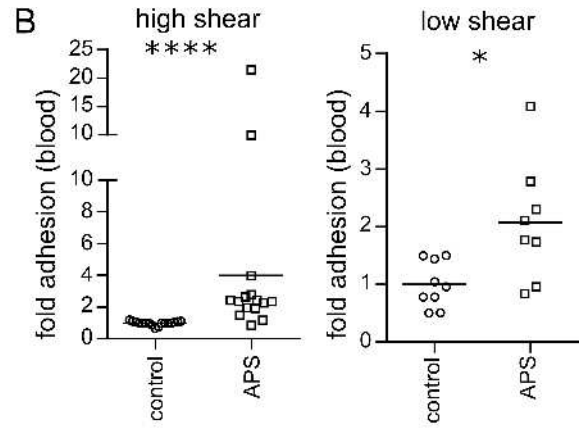 B
high shear
****
fold adhesion (blood)
25
20
15
10
10
8
6
4
2
0
control
APS
low shear
*
fold adhesion (blood)
5
4
3
2
1
0
control
APS